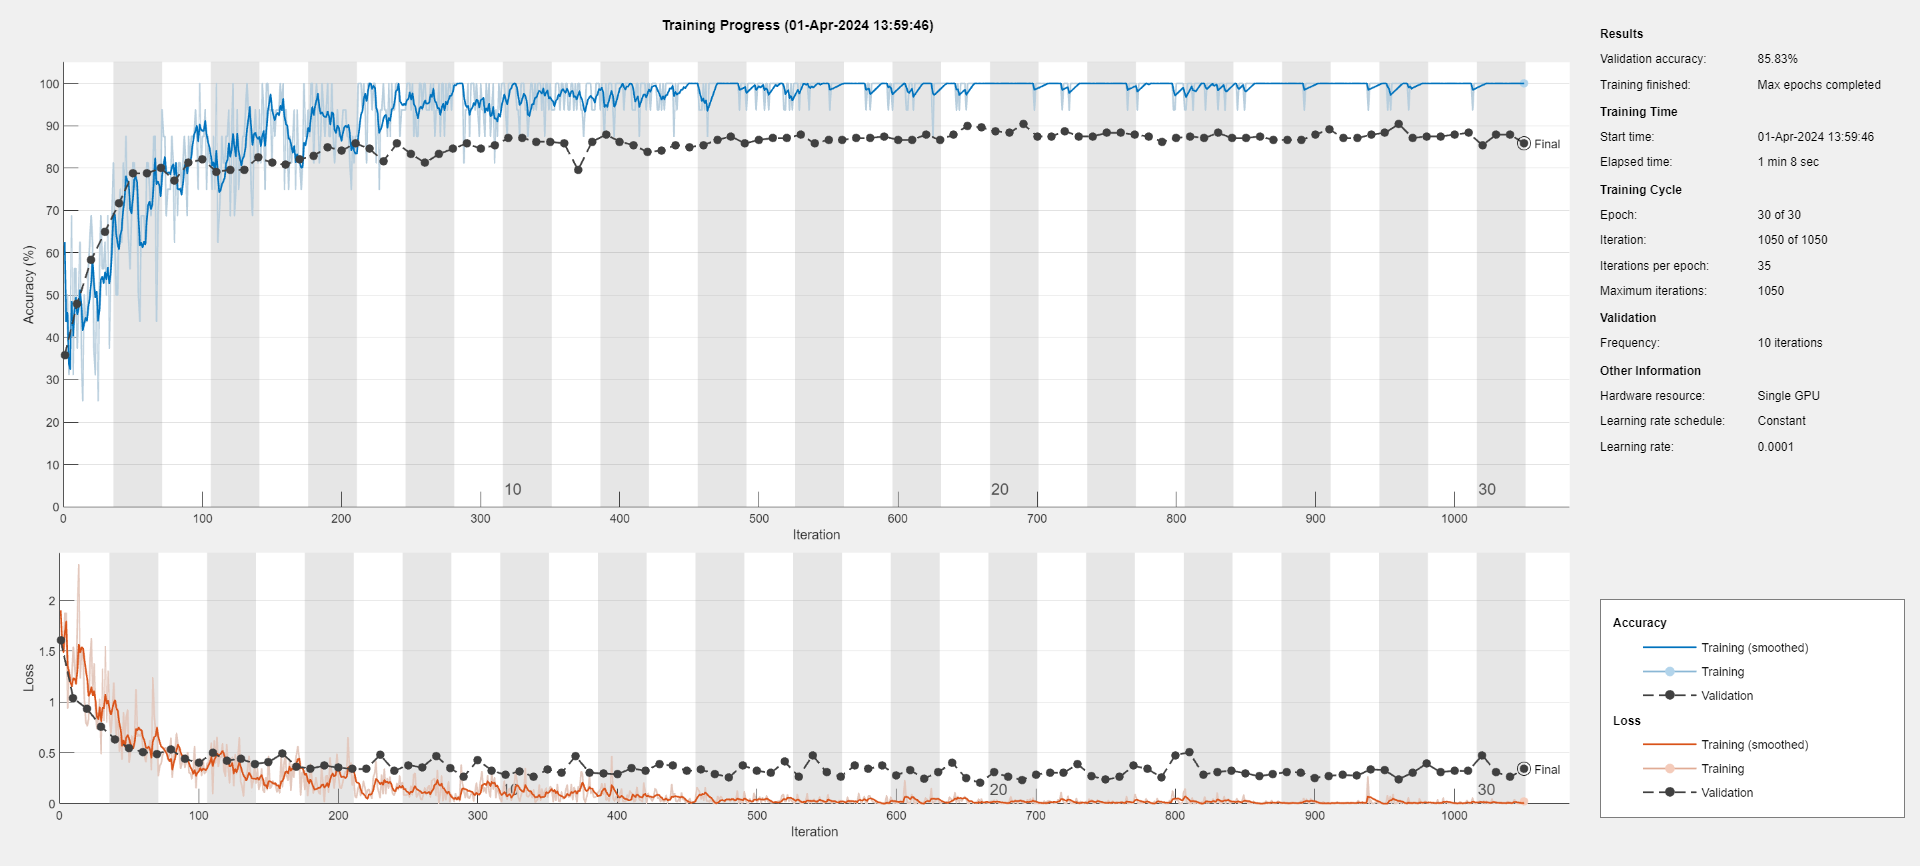 Training Progress (01-Apr-2024 13:59:46)
100
90
80
70
60
50
40
30
20
10
0
Accuracy (%)
Final
10
20
30
0
100
200
300
400
500
600
700
800
900
1000
Iteration
2
1.5
1
0.5
0
Loss
Final
10
20
30
0
100
200
300
400
500
600
700
800
900
1000
Iteration
Results
Validation accuracy: 85.83%
Training finished: Max epochs completed
Training Time
Start time: 01-Apr-2024 13:59:46
Elapsed time: 1 min 8 sec
Training Cycle
Epoch: 30 of 30
Iteration: 1050 of 1050
Iterations per epoch: 35
Maximum iterations: 1050
Validation
Frequency: 10 iterations
Other Information
Hardware resource: Single GPU
Learning rate schedule: Constant
Learning rate: 0.0001
Accuracy
Training (smoothed)
Training
Validation
Loss
Training (smoothed)
Training
Validation